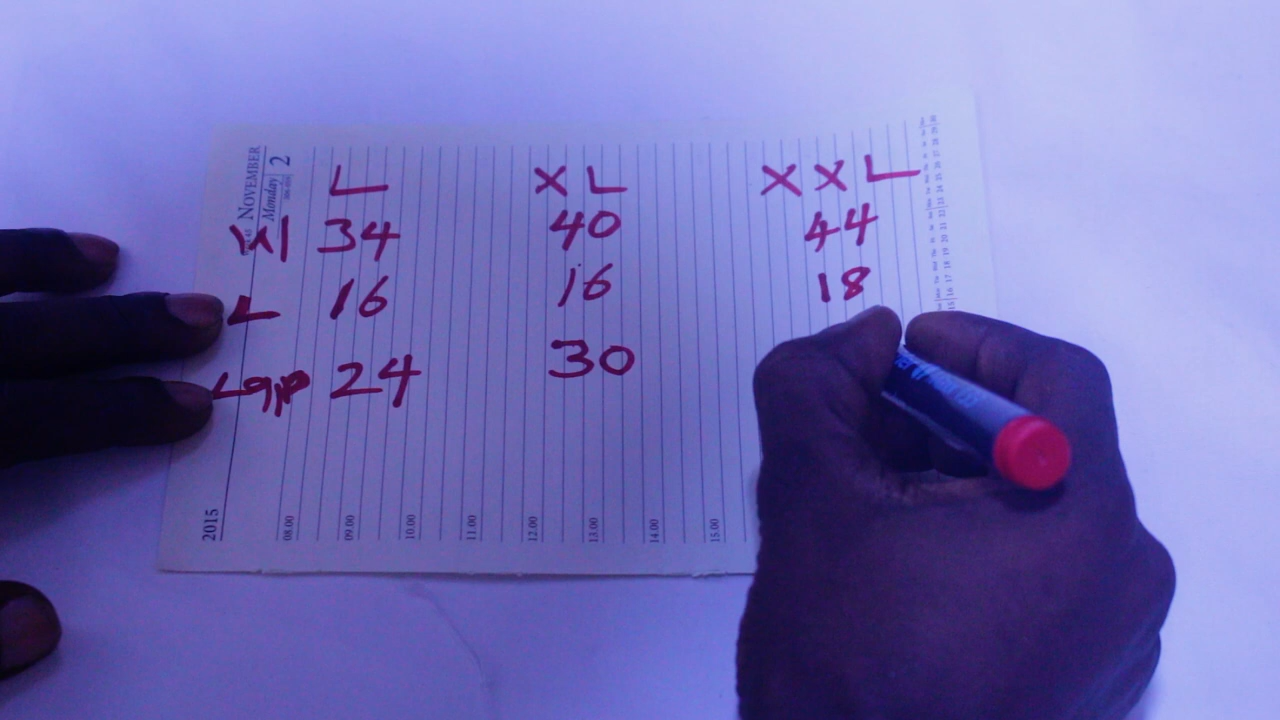 L XL XXL
W 34 40 44
L 16 16 18
Lap 24 30
NOVEMBER
Monday 2
2015
08.00 09.00 10.00 11.00 12.00 13.00 14.00 15.00